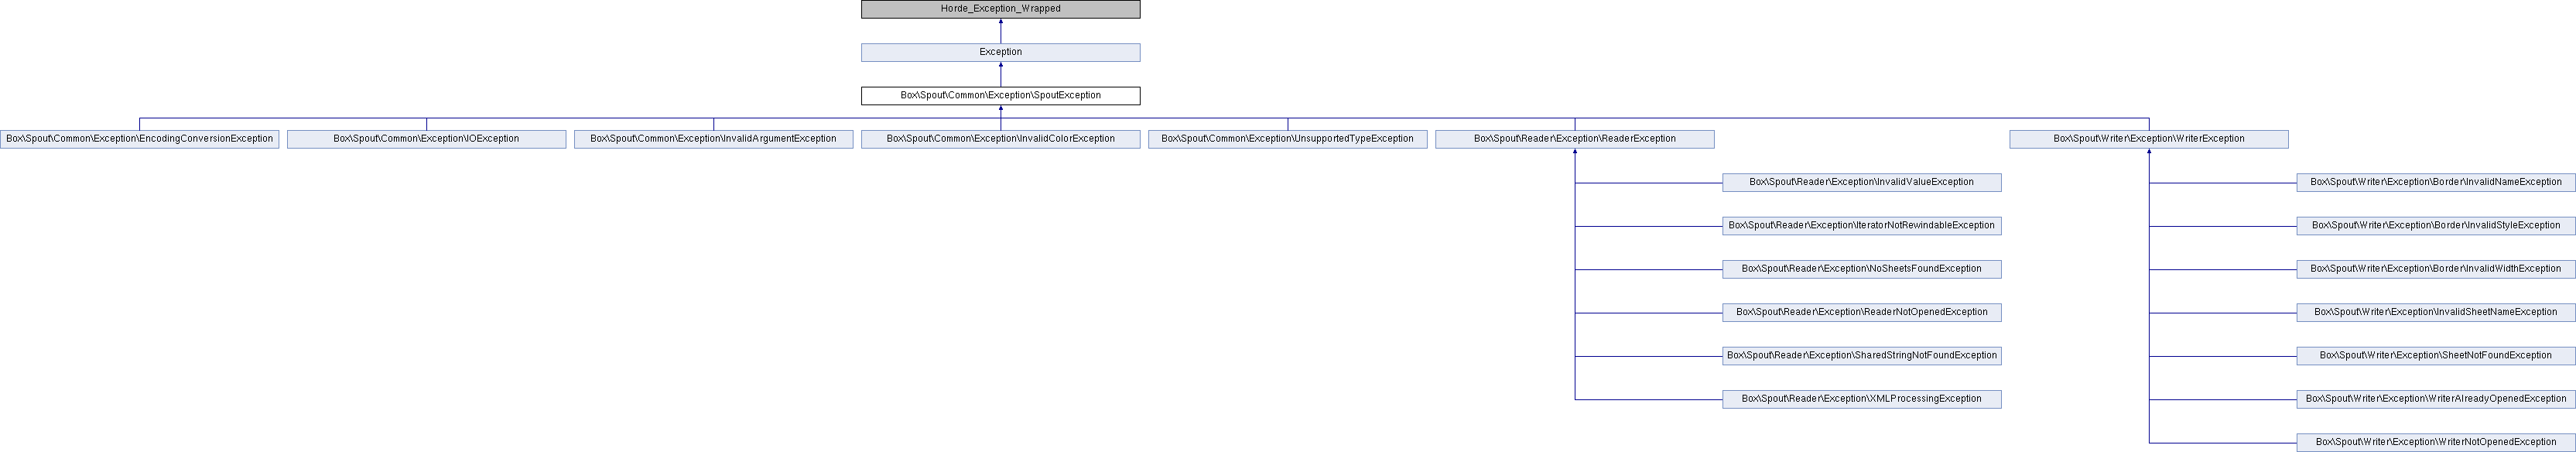 Horde_Exception_Wrapped
Exception
Box\Spout\Common\Exception\SpoutException
Box\Spout\Common\Exception\EncodingConversionException
Box\Spout\Common\Exception\IOException
Box\Spout\Common\Exception\InvalidArgumentException
Box\Spout\Common\Exception\InvalidColorException
Box\Spout\Common\Exception\UnsupportedTypeException
Box\Spout\Reader\Exception\ReaderException
Box\Spout\Writer\Exception\WriterException
Box\Spout\Reader\Exception\InvalidValueException
Box\Spout\Reader\Exception\IteratorNotRewindableException
Box\Spout\Reader\Exception\NoSheetsFoundException
Box\Spout\Reader\Exception\ReaderNotOpenedException
Box\Spout\Reader\Exception\SharedStringNotFoundException
Box\Spout\Reader\Exception\XMLProcessingException
Box\Spout\Writer\Exception\Border\InvalidNameException
Box\Spout\Writer\Exception\Border\InvalidStyleException
Box\Spout\Writer\Exception\Border\InvalidWidthException
Box\Spout\Writer\Exception\InvalidSheetNameException
Box\Spout\Writer\Exception\SheetNotFoundException
Box\Spout\Writer\Exception\WriterAlreadyOpenedException
Box\Spout\Writer\Exception\WriterNotOpenedException